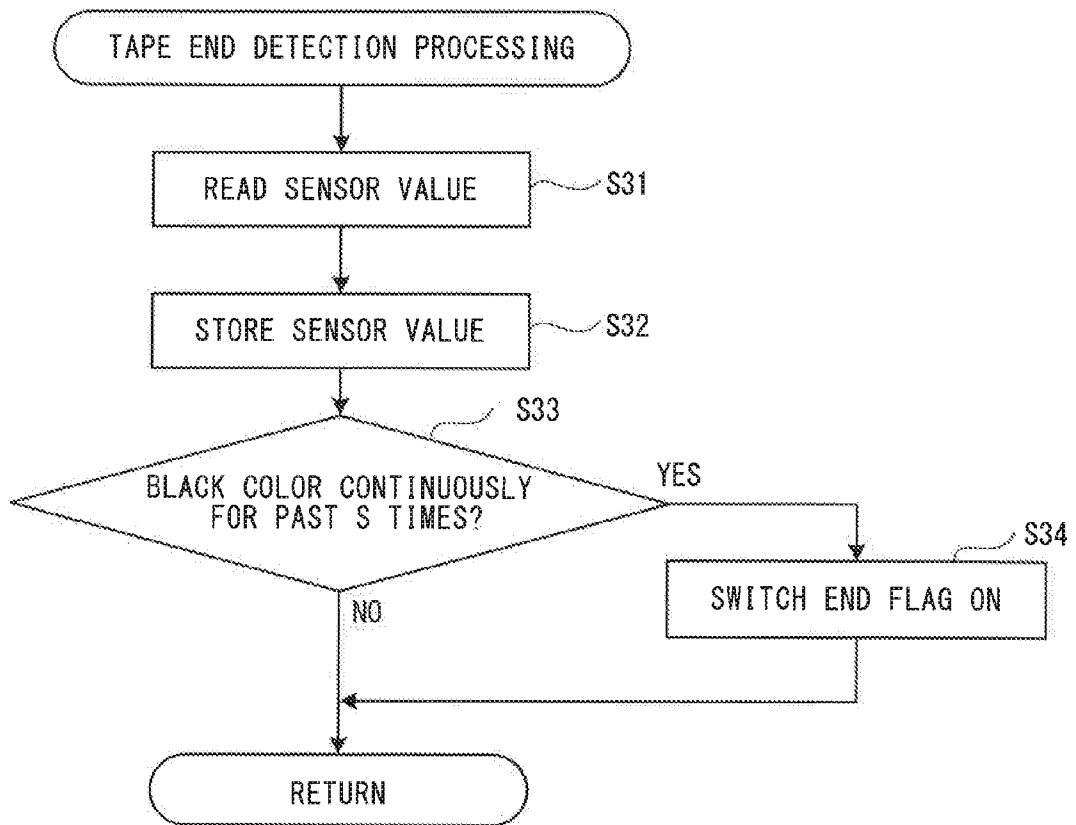 TAPE END DETECTION PROCESSING
READ SENSOR VALUE
S31
STORE SENSOR VALUE
S32
S33
BLACK COLOR CONTINUOUSLY
FOR PAST S TIMES?
YES
S34
SWITCH END FLAG ON
NO
RETURN